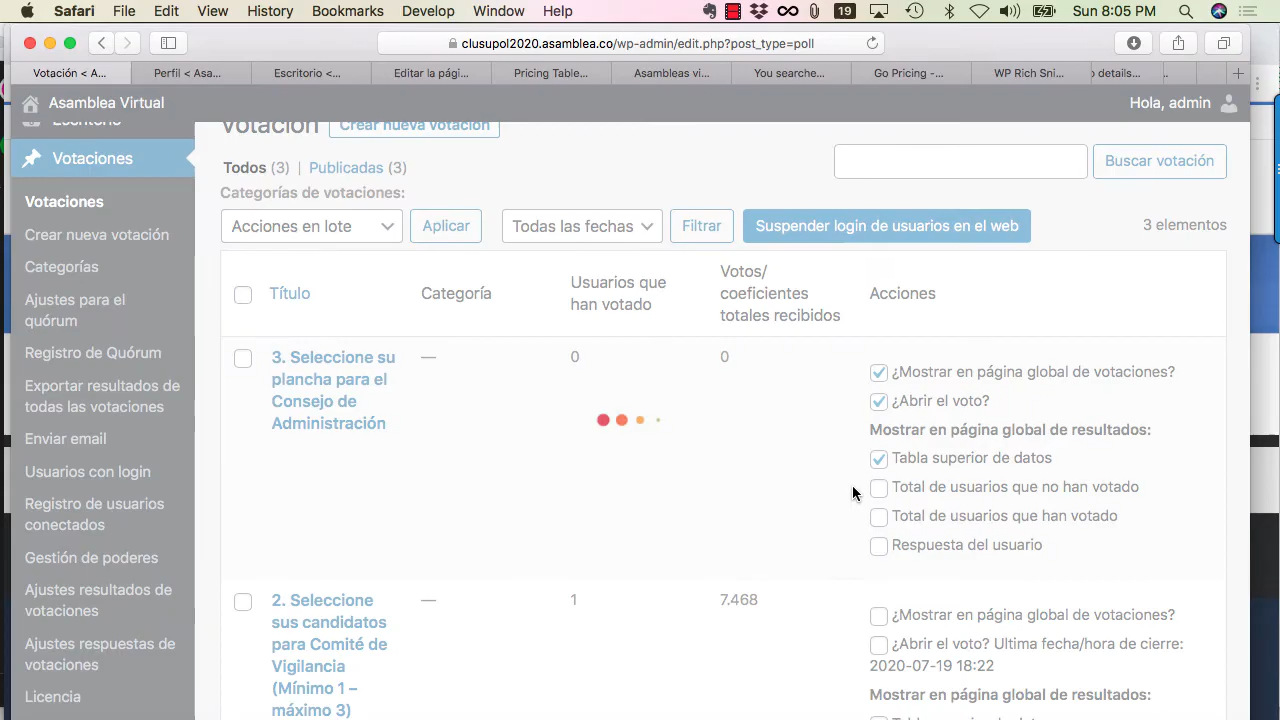 Safari File Edit View History Bookmarks Develop Window Help 19 Sun 8:05 PM
clusupol2020.asamblea.co/wp-admin/edit.php?post_type=poll
Votación < A... Perfil < Asa... Escritorio <... Editar la pági... Pricing Table... Asambleas vi... You searche... Go Pricing -... WP Rich Sni... o details...
Asamblea Virtual Hola, admin
Escritorio
Votaciones
Votaciones
Crear nueva votación
Categorías
Ajustes para el
quórum
Registro de Quórum
Exportar resultados de
todas las votaciones
Enviar email
Usuarios con login
Registro de usuarios
conectados
Gestión de poderes
Ajustes resultados de
votaciones
Ajustes respuestas de
votaciones
Licencia
Votación Crear nueva votación
Todos (3) | Publicadas (3)
Buscar votación
Categorías de votaciones:
Acciones en lote Aplicar Todas las fechas Filtrar Suspender login de usuarios en el web 3 elementos
Título
Categoría
Usuarios que
han votado
Votos/
coeficientes
totales recibidos
Acciones
3. Seleccione su
plancha para el
Consejo de
Administración
—
0
0
¿Mostrar en página global de votaciones?
¿Abrir el voto?
Mostrar en página global de resultados:
Tabla superior de datos
Total de usuarios que no han votado
Total de usuarios que han votado
Respuesta del usuario
2. Seleccione
sus candidatos
para Comité de
Vigilancia
(Mínimo 1 –
máximo 3)
—
1
7.468
¿Mostrar en página global de votaciones?
¿Abrir el voto? Ultima fecha/hora de cierre:
2020-07-19 18:22
Mostrar en página global de resultados: